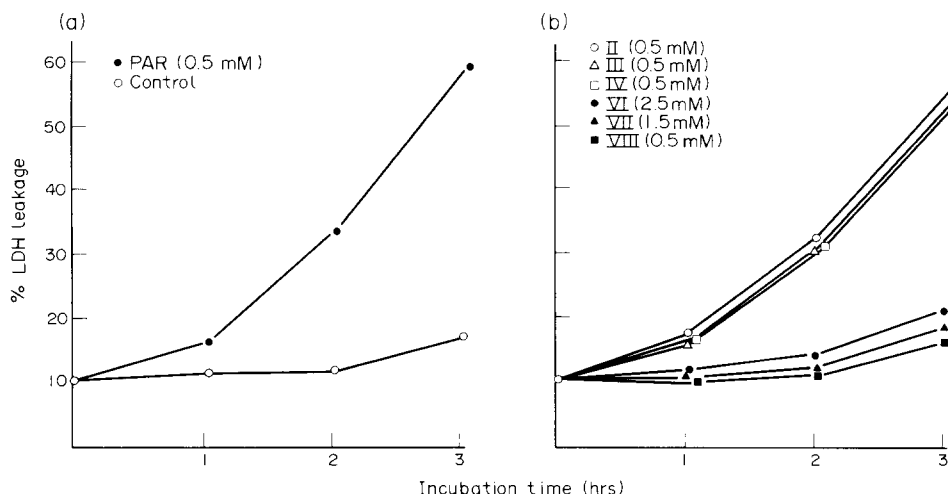 (a)
● PAR (0.5 mM)
○ Control
60
50
40
30
20
10
% LDH leakage
1
2
3
(b)
○ II (0.5 mM)
△ III (0.5 mM)
□ IV (0.5 mM)
● VI (2.5 mM)
▲ VII (1.5 mM)
■ VIII (0.5 mM)
1
2
3
Incubation time (hrs)